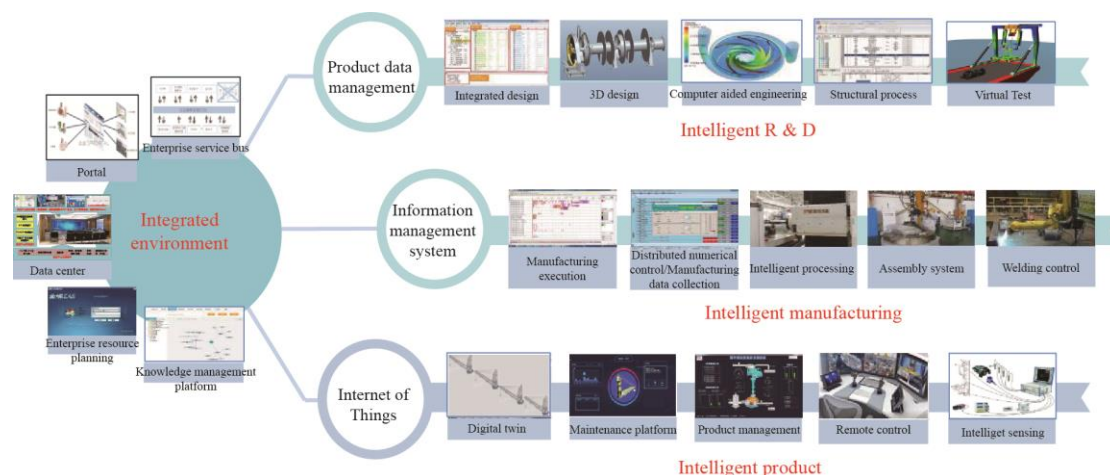 Product data
management
Integrated design
3D design
Computer aided engineering
Structural process
Virtual Test
Intelligent R & D
Enterprise service bus
Portal
Integrated
environment
Data center
Enterprise resource
planning
Knowledge management
platform
Information
management
system
Manufacturing
execution
Distributed numerical
control/Manufacturing
data collection
Intelligent processing
Assembly system
Welding control
Intelligent manufacturing
Internet of
Things
Digital twin
Maintenance platform
Product management
Remote control
Intelliget sensing
Intelligent product